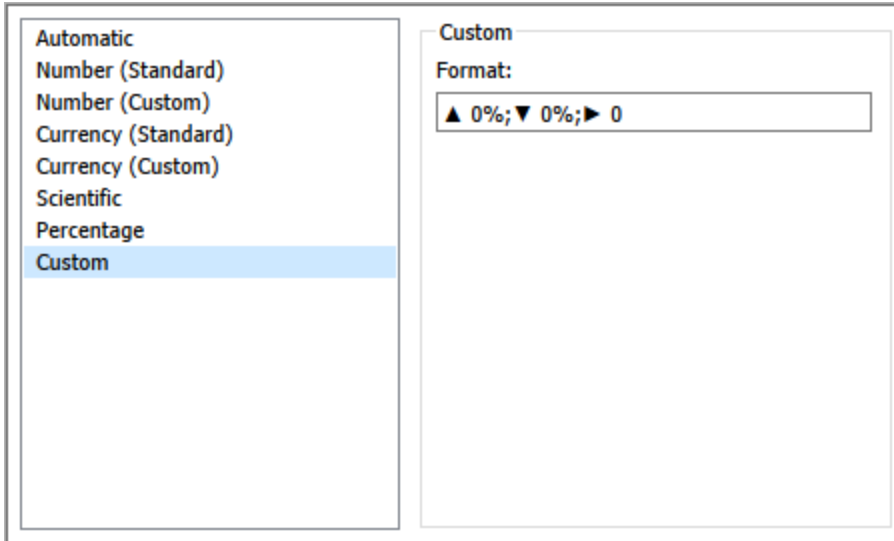 Automatic
Number (Standard)
Number (Custom)
Currency (Standard)
Currency (Custom)
Scientific
Percentage
Custom
Custom
Format:
▲ 0%;▼ 0%;► 0